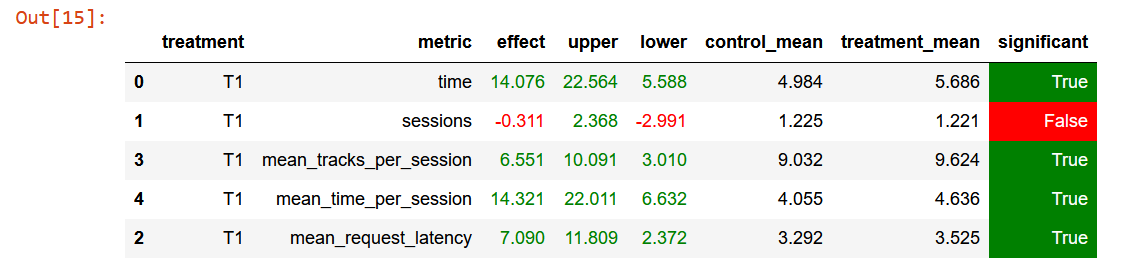 Out[15]:
treatment metric effect upper lower control_mean treatment_mean significant
0 T1 time 14.076 22.564 5.588 4.984 5.686 True
1 T1 sessions -0.311 2.368 -2.991 1.225 1.221 False
3 T1 mean_tracks_per_session 6.551 10.091 3.010 9.032 9.624 True
4 T1 mean_time_per_session 14.321 22.011 6.632 4.055 4.636 True
2 T1 mean_request_latency 7.090 11.809 2.372 3.292 3.525 True